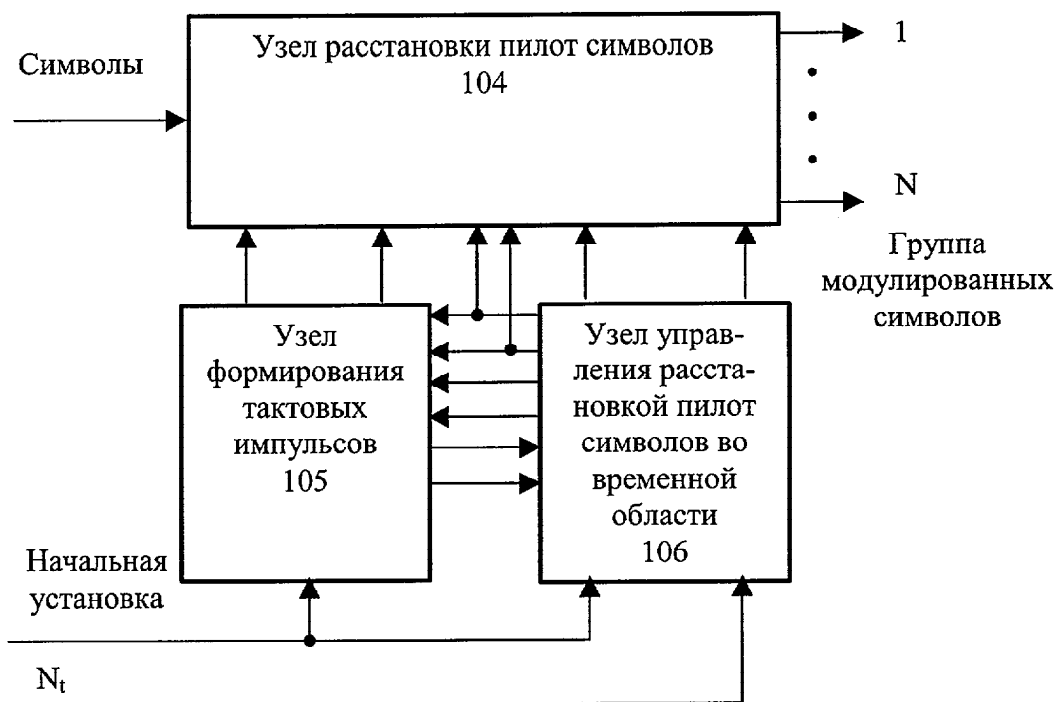 Символы
Узел расстановки пилот символов
104
1
N
Группа
модулированных
символов
Узел
формирования
тактовых
импульсов
105
Узел управ-
ления расста-
новкой пилот
символов во
временной
области
106
Начальная
установка
Nt